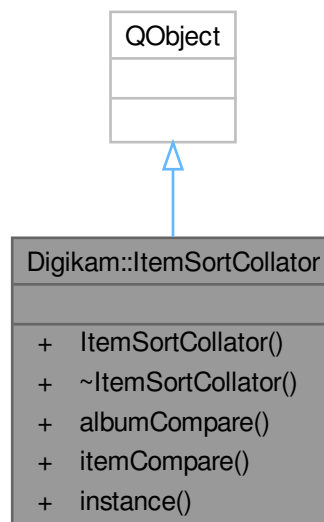 QObject
Digikam::ItemSortCollator
+ ItemSortCollator()
+ ~ItemSortCollator()
+ albumCompare()
+ itemCompare()
+ instance()